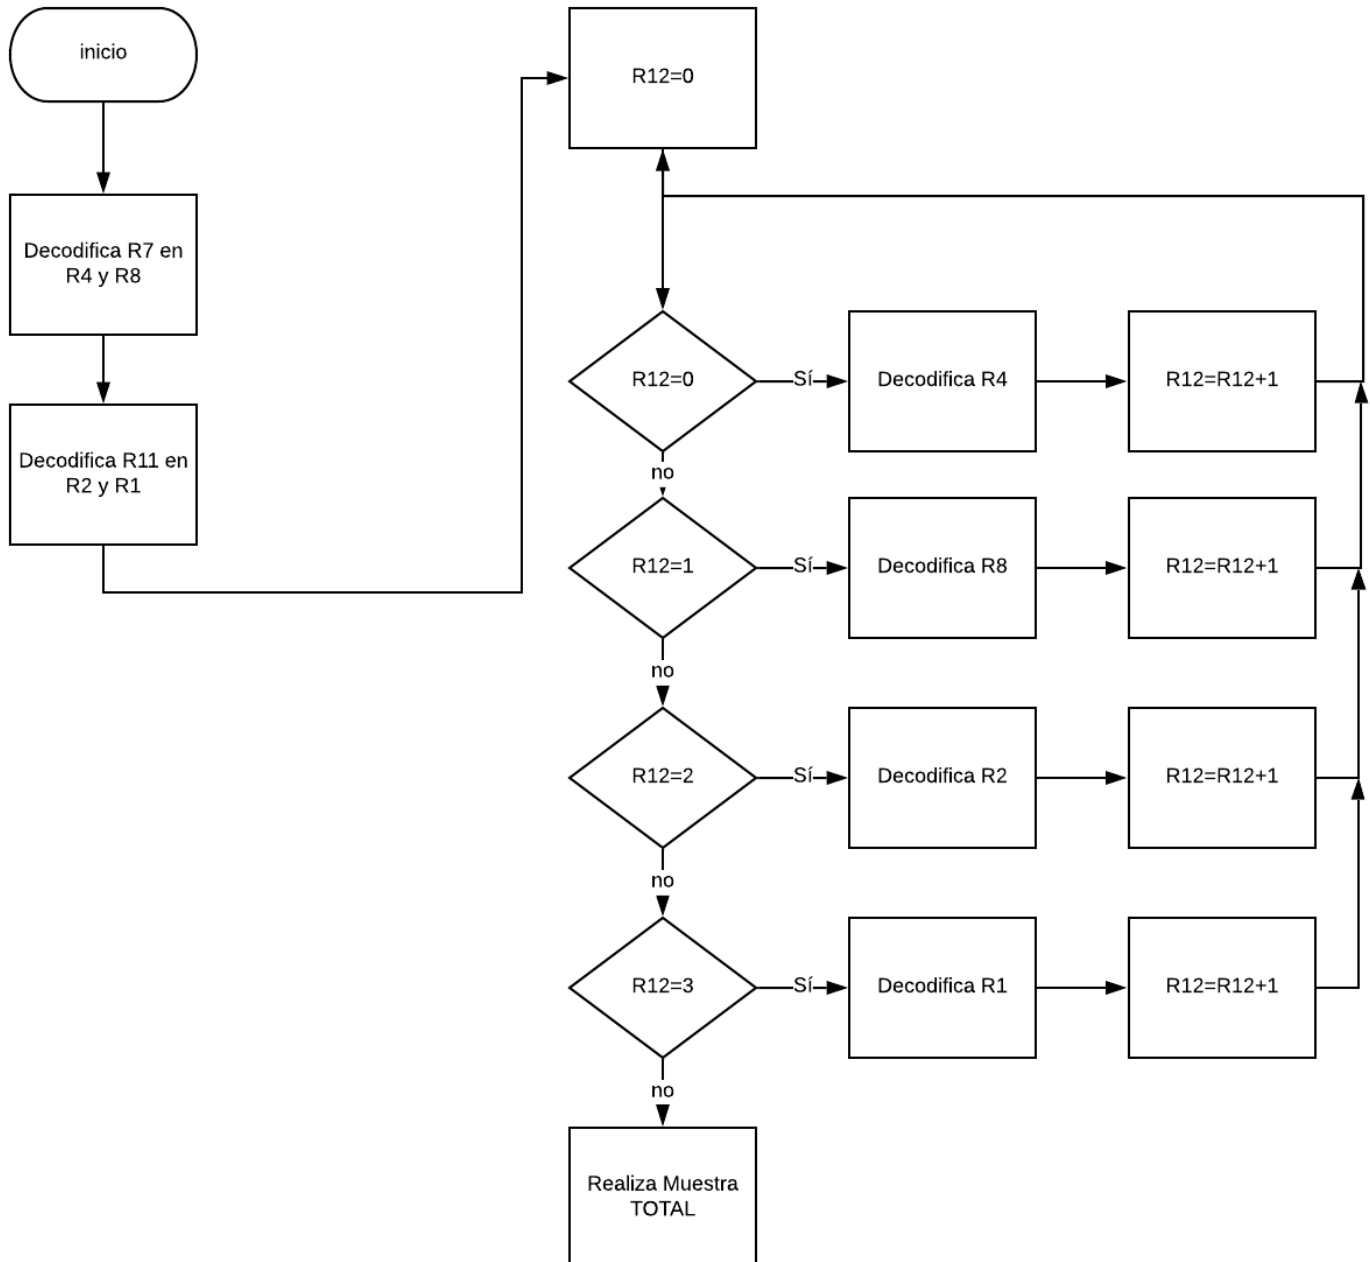 inicio
Decodifica R7 en
R4 y R8
Decodifica R11 en
R2 y R1
R12=0
R12=0
Sí
Decodifica R4
R12=R12+1
no
R12=1
Sí
Decodifica R8
R12=R12+1
no
R12=2
Sí
Decodifica R2
R12=R12+1
no
R12=3
Sí
Decodifica R1
R12=R12+1
no
Realiza Muestra
TOTAL